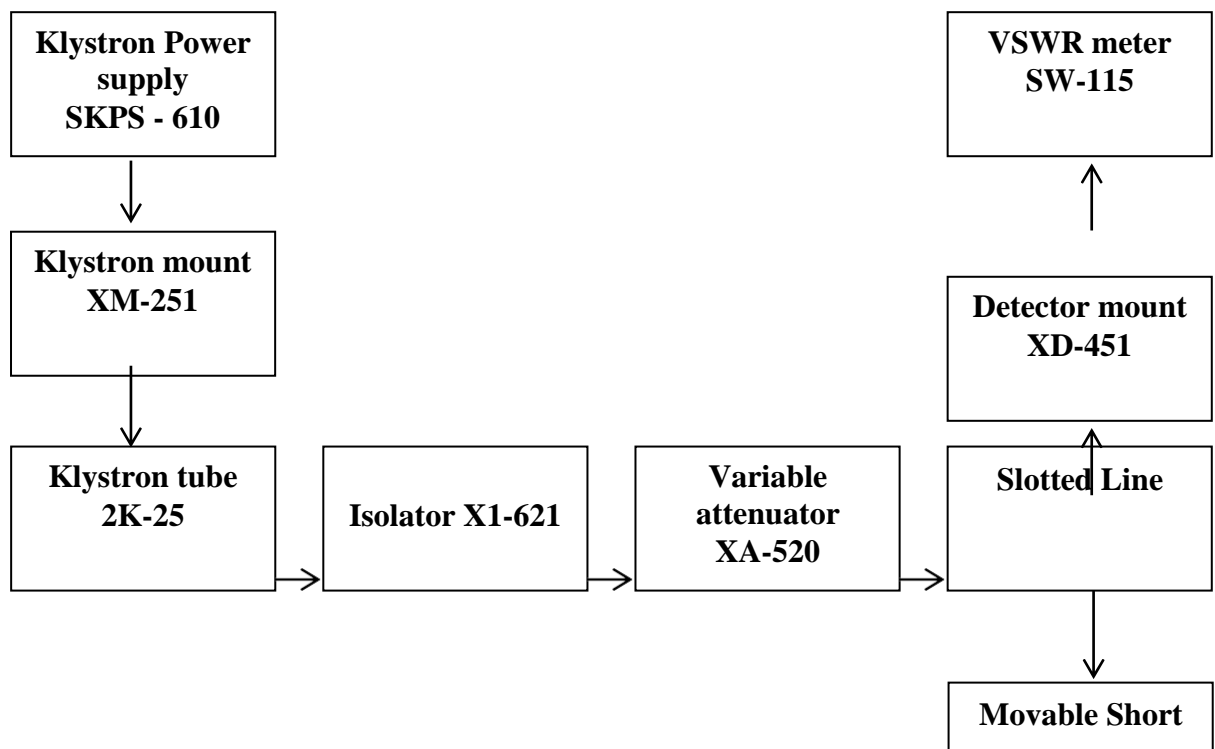 Klystron Power
supply
SKPS - 610
VSWR meter
SW-115
Klystron mount
XM-251
Detector mount
XD-451
Klystron tube
2K-25
Isolator X1-621
Variable
attenuator
XA-520
Slotted Line
Movable Short